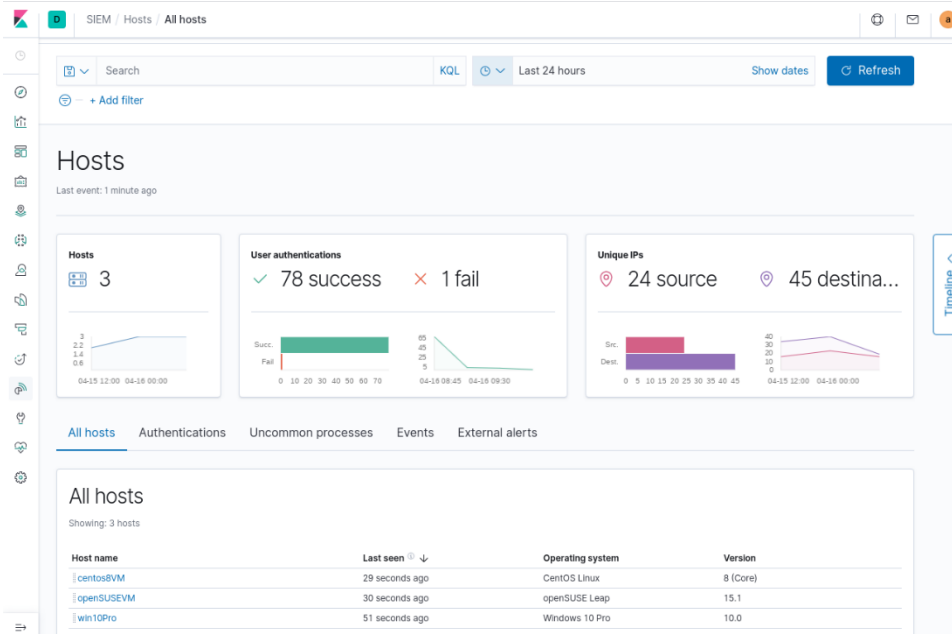 D SIEM / Hosts / All hosts a
Search KQL Last 24 hours Show dates Refresh
+ Add filter
Hosts
Last event: 1 minute ago
Hosts
3
3
2.2
1.4
0.6
04-15 12:00 04-16 00:00
User authentications
78 success 1 fail
Succ.
Fail
0 10 20 30 40 50 60 70
65
45
25
5
04-16 08:45 04-16 09:30
Unique IPs
24 source 45 destina...
Src.
Dest.
0 5 10 15 20 25 30 35 40 45
40
30
20
10
0
04-15 12:00 04-16 00:00
Timeline
All hosts Authentications Uncommon processes Events External alerts
All hosts
Showing: 3 hosts
Host name Last seen Operating system Version
centos8VM 29 seconds ago CentOS Linux 8 (Core)
openSUSEVM 30 seconds ago openSUSE Leap 15.1
win10Pro 51 seconds ago Windows 10 Pro 10.0